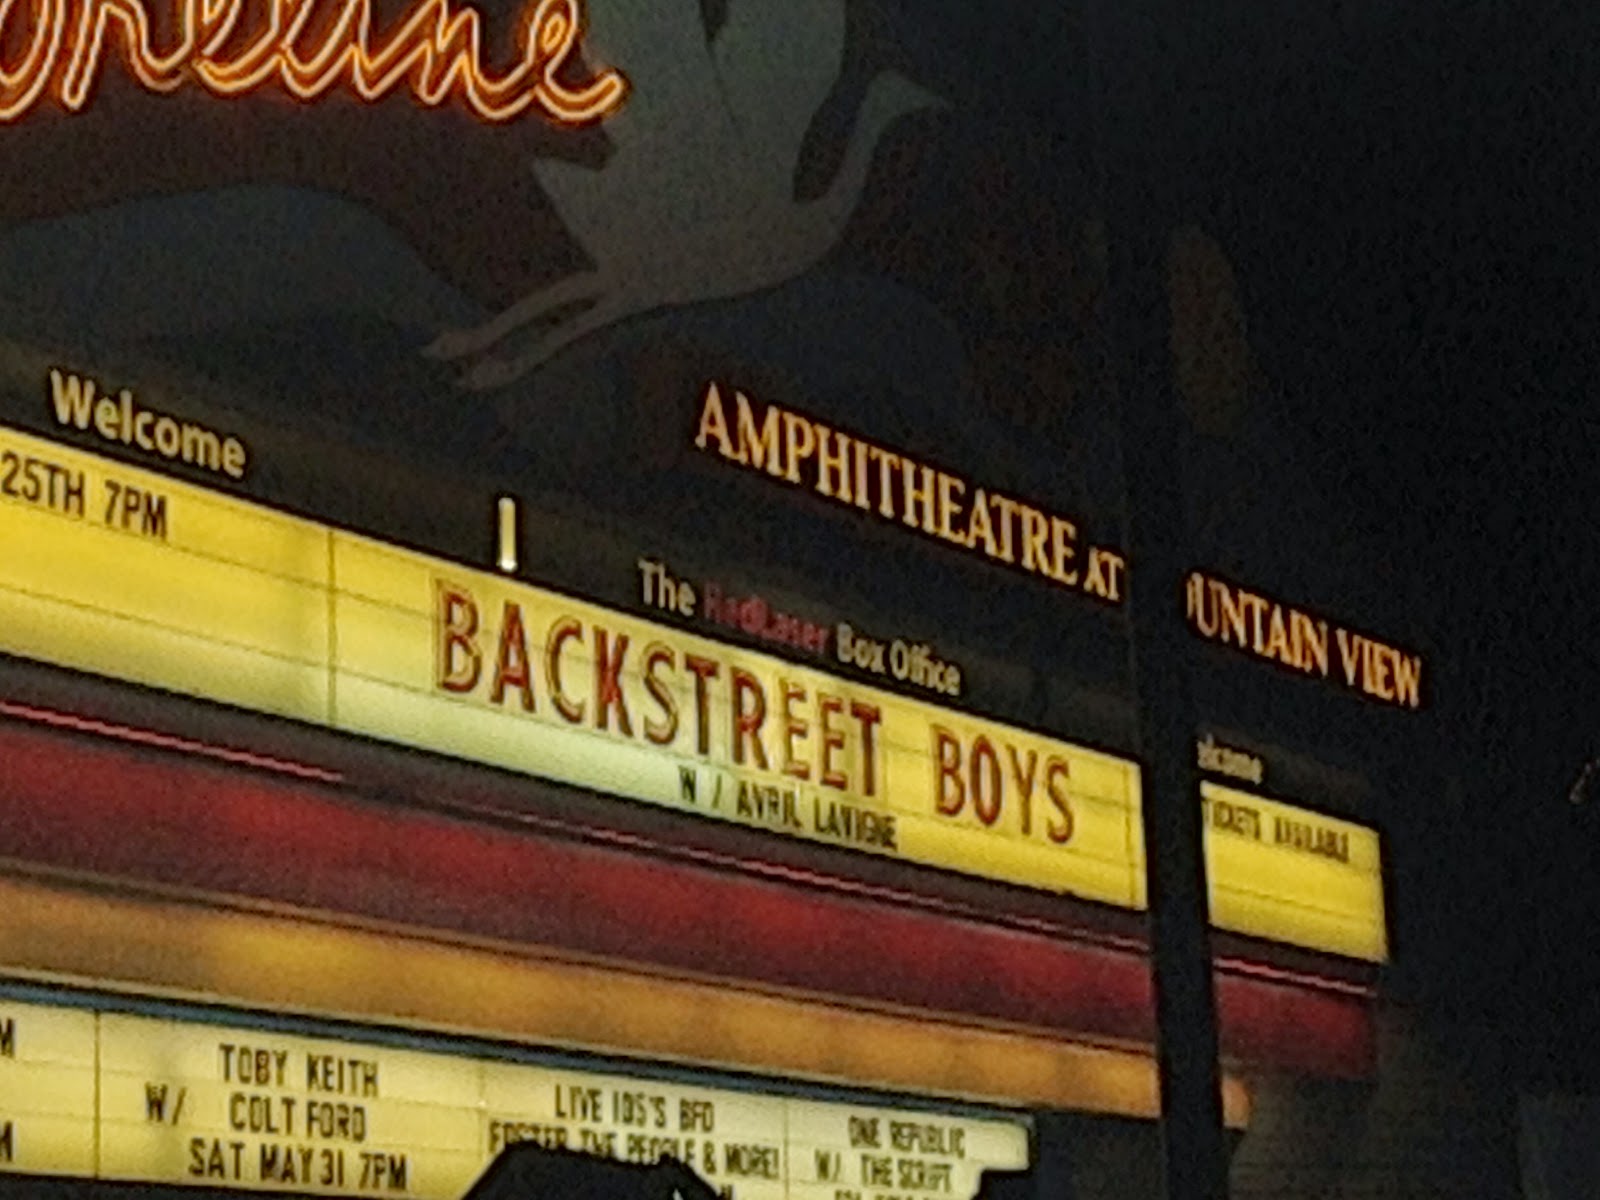 Welcome
AMPHITHEATRE AT
UNTAIN VIEW
25TH 7PM
The RedLaser Box Office
BACKSTREET BOYS
W / AVRIL LAVIGNE
TICKETS AVAILABLE
TOBY KEITH
W/ COLT FORD
SAT MAY 31 7PM
LIVE 105'S BFD
FOSTER THE PEOPLE & MORE!
ONE REPUBLIC
W/ THE SCRIPT